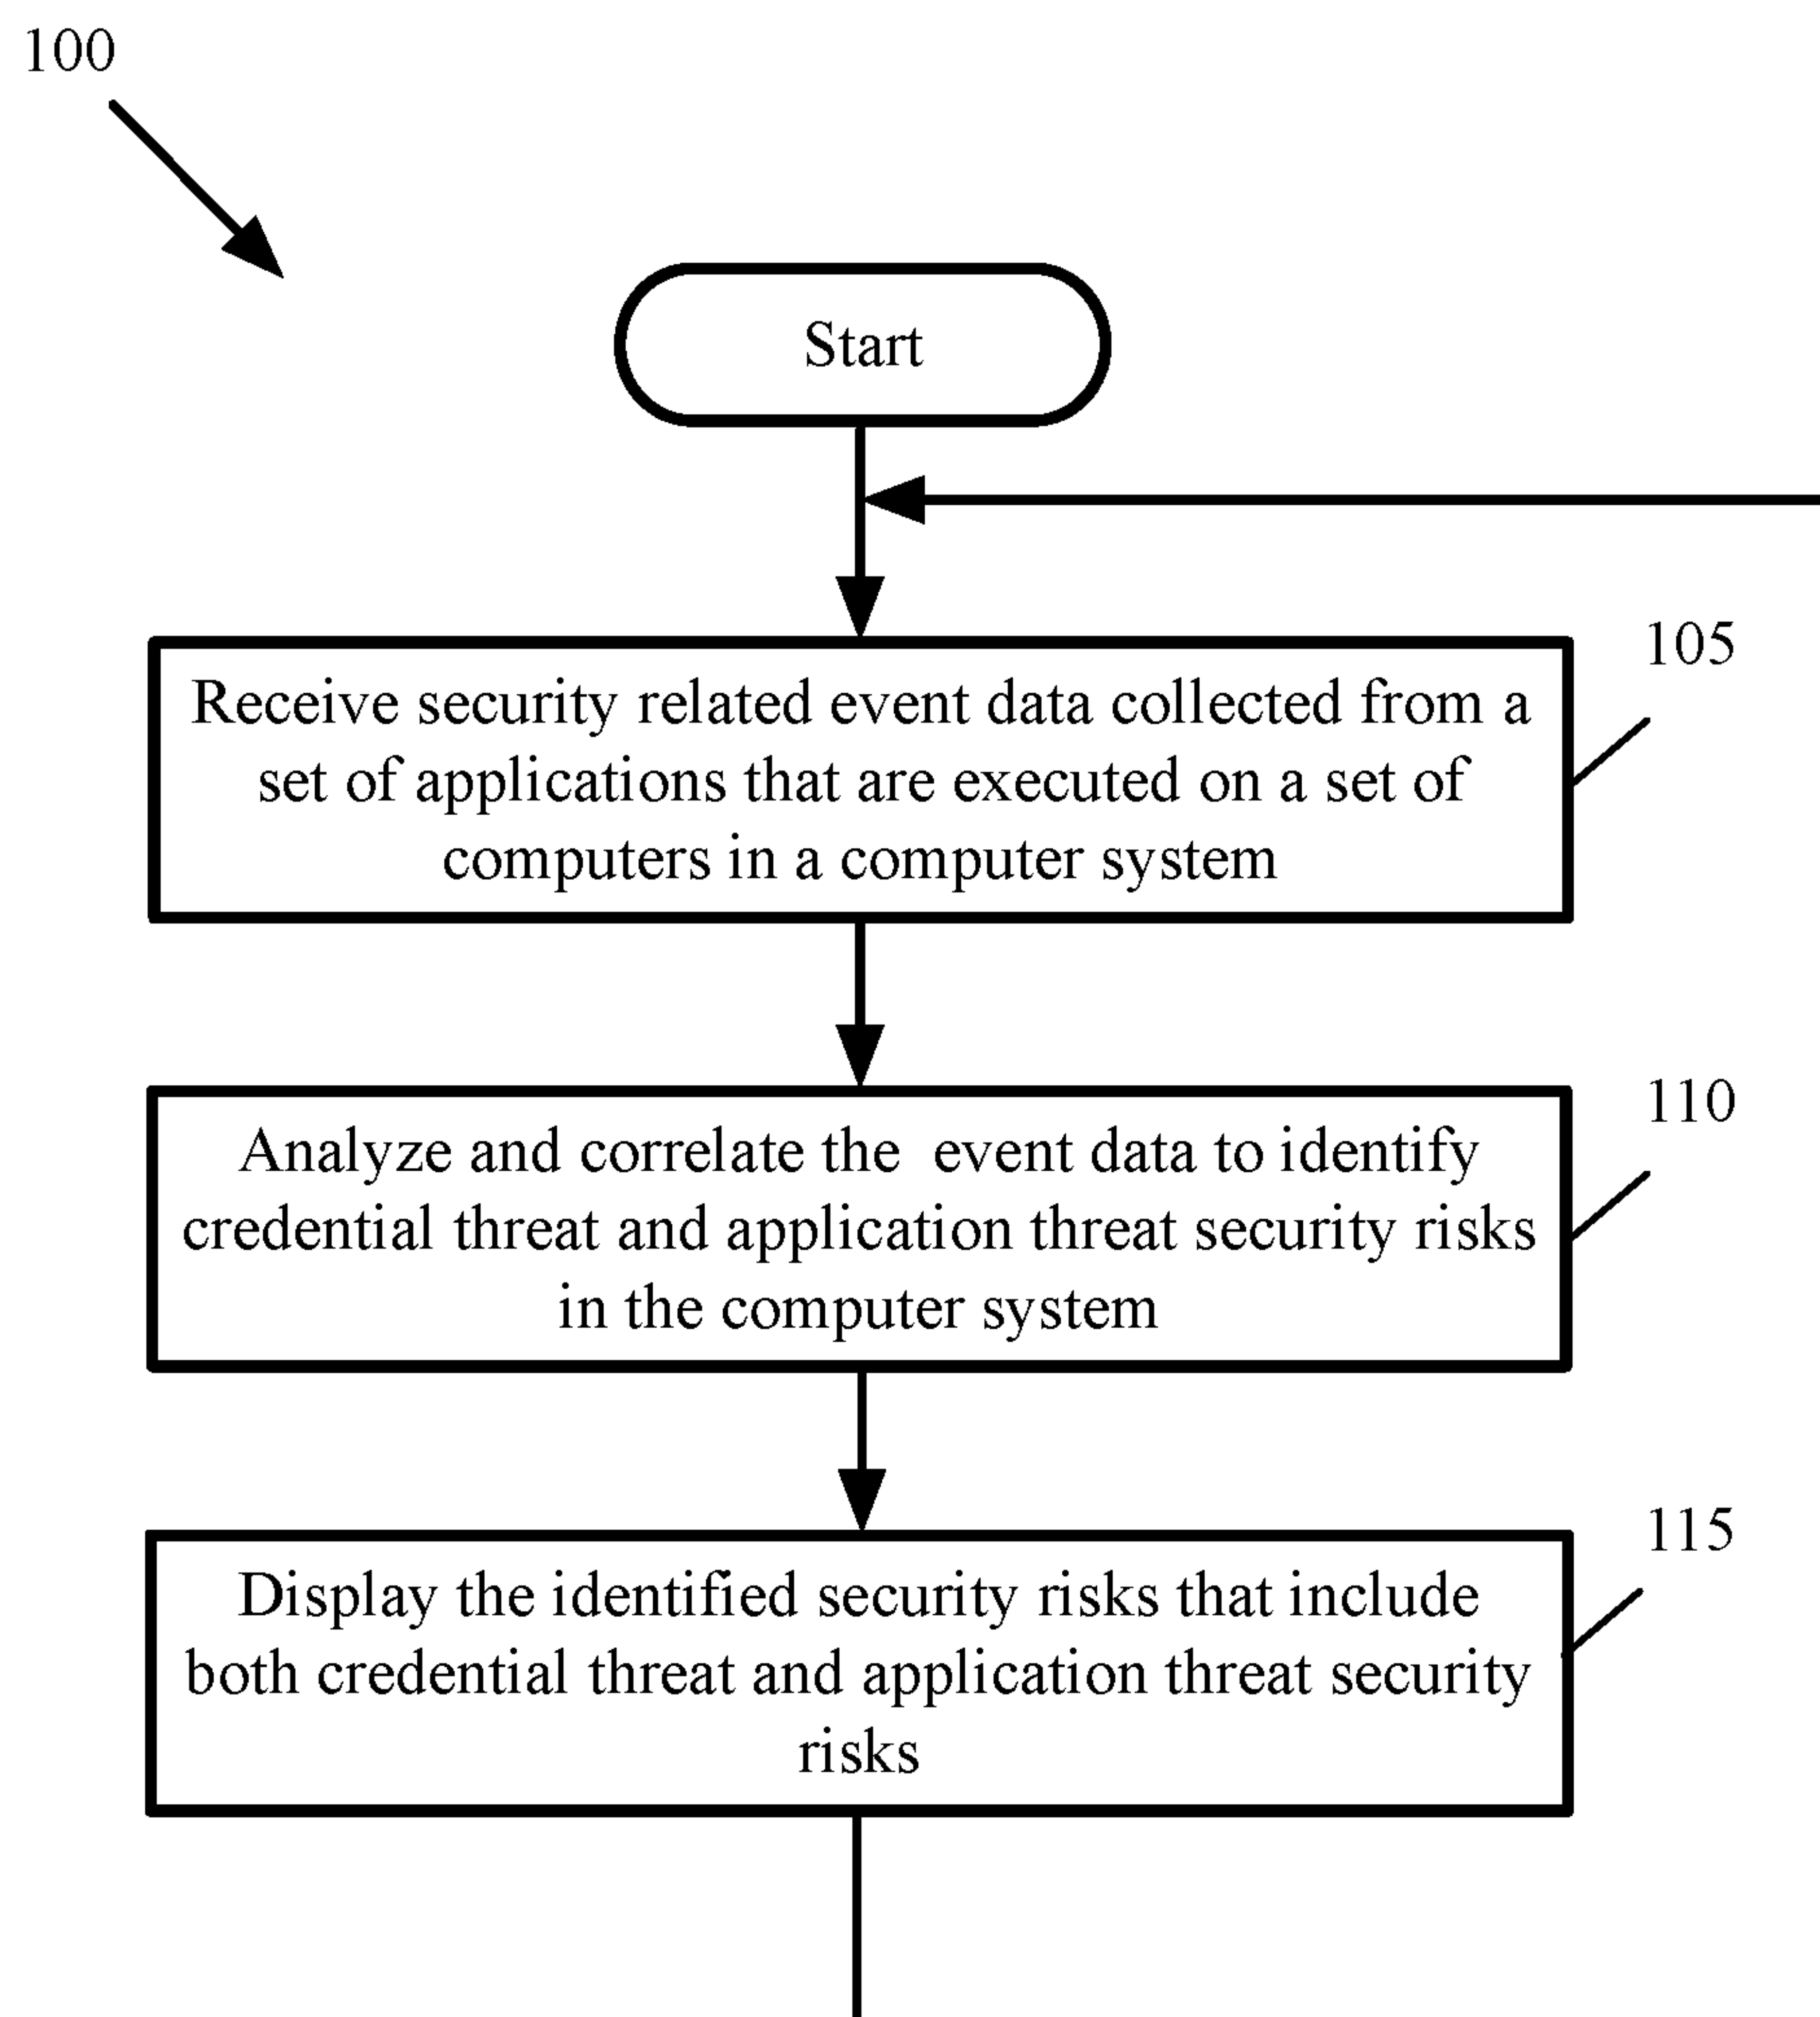 100
Start
105
Receive security related event data collected from a
set of applications that are executed on a set of
computers in a computer system
110
Analyze and correlate the  event data to identify
credential threat and application threat security risks
in the computer system
115
Display the identified security risks that include
both credential threat and application threat security
risks